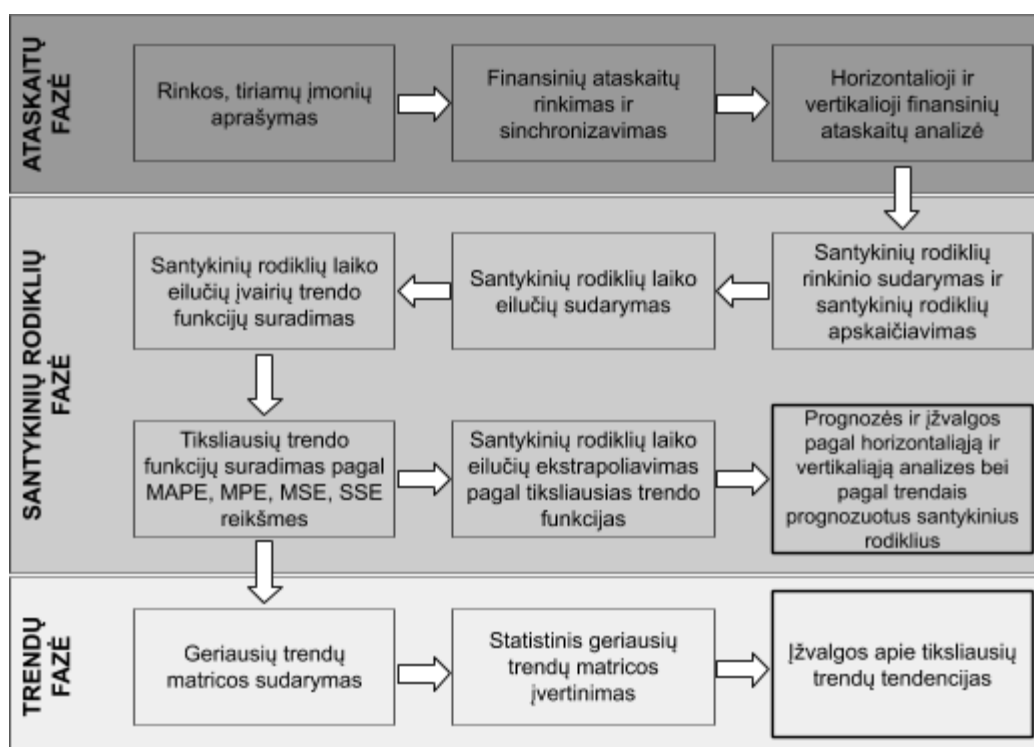 ATASKAITŲ
FAZĖ
Rinkos, tiriamų įmonių
aprašymas
Finansinių ataskaitų
rinkimas ir
sinchronizavimas
Horizontalioji ir
vertikalioji finansinių
ataskaitų analizė
SANTYKINIŲ RODIKLIŲ
FAZĖ
Santykinių rodiklių laiko
eilučių įvairių trendo
funkcijų suradimas
Santykinių rodiklių laiko
eilučių sudarymas
Santykinių rodiklių
rinkinio sudarymas ir
santykinių rodiklių
apskaičiavimas
Tiksliausių trendo
funkcijų suradimas pagal
MAPE, MPE, MSE, SSE
reikšmes
Santykinių rodiklių laiko
eilučių ekstrapoliavimas
pagal tiksliausias trendo
funkcijas
Prognozės ir įžvalgos
pagal horizontaliąją ir
vertikaliąją analizes bei
pagal trendais
prognozuotus santykinius
rodiklius
TRENDŲ
FAZĖ
Geriausių trendų
matricos sudarymas
Statistinis geriausių
trendų matricos
įvertinimas
Įžvalgos apie tiksliausių
trendų tendencijas